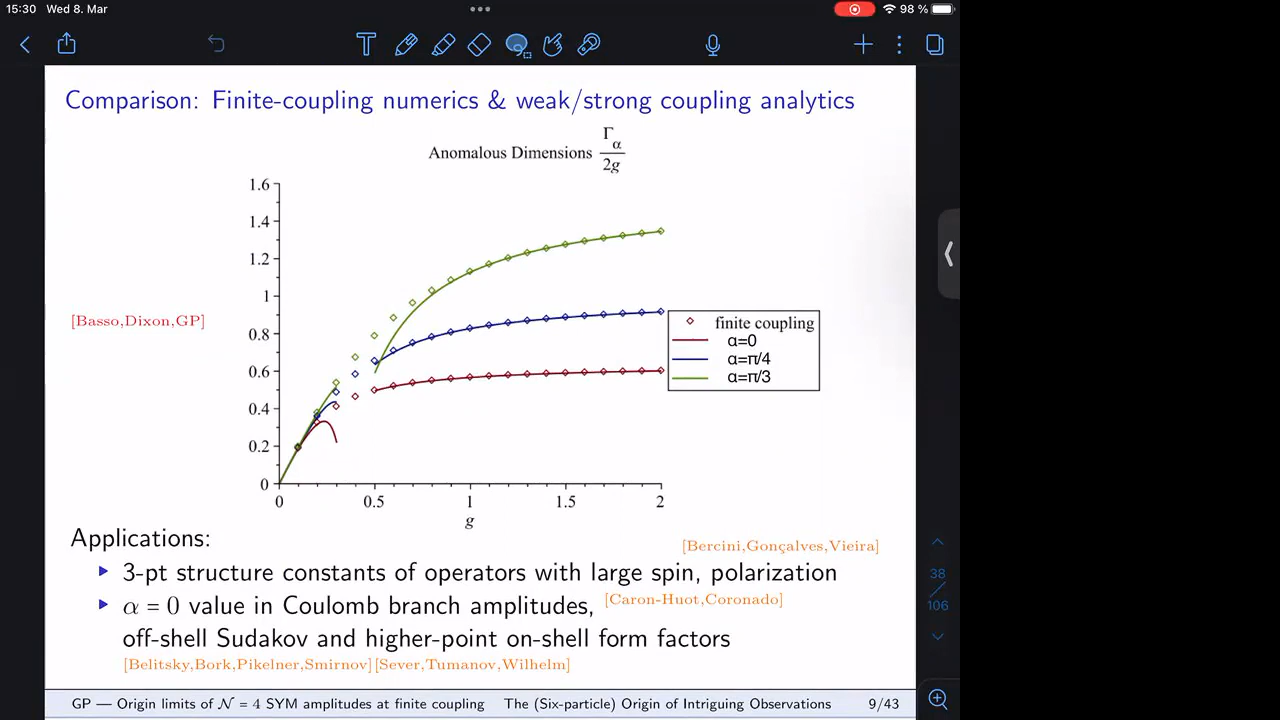 15:30 Wed 8. Mar
98 %
Comparison: Finite-coupling numerics & weak/strong coupling analytics
Anomalous Dimensions Γα/2g
1.6
1.4
1.2
1
0.8
0.6
0.4
0.2
0
0 0.5 1 1.5 2
g
[Basso,Dixon,GP]
finite coupling
α=0
α=π/4
α=π/3
Applications:
[Bercini,Gonçalves,Vieira]
▸ 3-pt structure constants of operators with large spin, polarization
▸ α = 0 value in Coulomb branch amplitudes, [Caron-Huot,Coronado]
off-shell Sudakov and higher-point on-shell form factors
[Belitsky,Bork,Pikelner,Smirnov][Sever,Tumanov,Wilhelm]
GP — Origin limits of 𝒩 = 4 SYM amplitudes at finite coupling The (Six-particle) Origin of Intriguing Observations 9/43
38
/
106